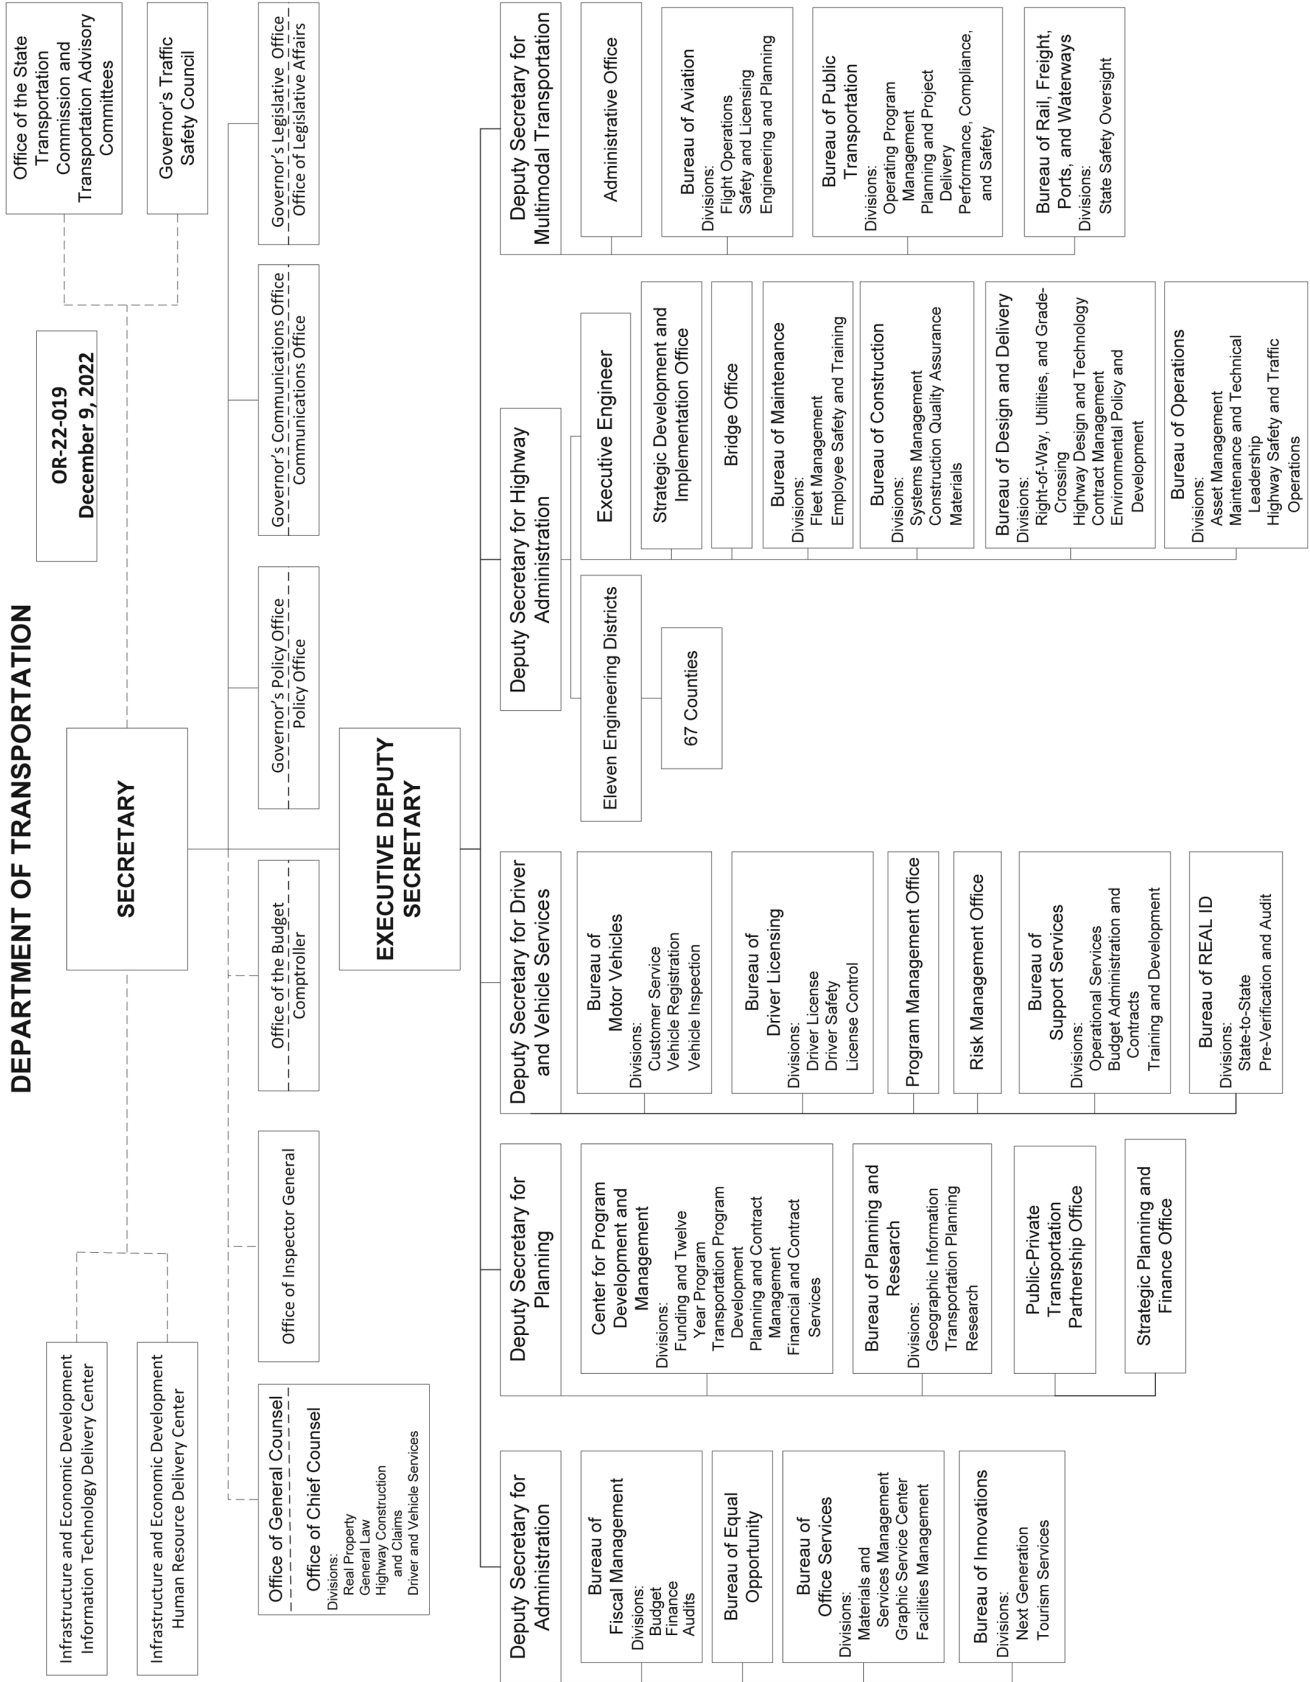 DEPARTMENT OF TRANSPORTATION
OR-22-019
December 9, 2022
Infrastructure and Economic Development
Information Technology Delivery Center
Infrastructure and Economic Development
Human Resource Delivery Center
SECRETARY
Office of the State
Transportation
Commission and
Transportation Advisory
Committees
Governor's Traffic
Safety Council
Office of General Counsel
Office of Chief Counsel
Divisions:
Real Property
General Law
Highway Construction
and Claims
Driver and Vehicle Services
Office of Inspector General
Office of the Budget
Comptroller
Governor's Policy Office
Policy Office
Governor's Communications Office
Communications Office
Governor's Legislative Office
Office of Legislative Affairs
EXECUTIVE DEPUTY
SECRETARY
Deputy Secretary for
Administration
Bureau of
Fiscal Management
Divisions:
Budget
Finance
Audits
Bureau of Equal
Opportunity
Bureau of
Office Services
Divisions:
Materials and
Services Management
Graphic Service Center
Facilities Management
Bureau of Innovations
Divisions:
Next Generation
Tourism Services
Deputy Secretary for
Planning
Center for Program
Development and
Management
Divisions:
Funding and Twelve
Year Program
Transportation Program
Development
Planning and Contract
Management
Financial and Contract
Services
Bureau of Planning and
Research
Divisions:
Geographic Information
Transportation Planning
Research
Public-Private
Transportation
Partnership Office
Strategic Planning and
Finance Office
Deputy Secretary for Driver
and Vehicle Services
Bureau of
Motor Vehicles
Divisions:
Customer Service
Vehicle Registration
Vehicle Inspection
Bureau of
Driver Licensing
Divisions:
Driver License
Driver Safety
License Control
Program Management Office
Risk Management Office
Bureau of
Support Services
Divisions:
Operational Services
Budget Administration and
Contracts
Training and Development
Bureau of REAL ID
Divisions:
State-to-State
Pre-Verification and Audit
Deputy Secretary for Highway
Administration
Eleven Engineering Districts
67 Counties
Executive Engineer
Strategic Development and
Implementation Office
Bridge Office
Bureau of Maintenance
Divisions:
Fleet Management
Employee Safety and Training
Bureau of Construction
Divisions:
Systems Management
Construction Quality Assurance
Materials
Bureau of Design and Delivery
Divisions:
Right-of-Way, Utilities, and Grade-
Crossing
Highway Design and Technology
Contract Management
Environmental Policy and
Development
Bureau of Operations
Divisions:
Asset Management
Maintenance and Technical
Leadership
Highway Safety and Traffic
Operations
Deputy Secretary for
Multimodal Transportation
Administrative Office
Bureau of Aviation
Divisions:
Flight Operations
Safety and Licensing
Engineering and Planning
Bureau of Public
Transportation
Divisions:
Operating Program
Management
Planning and Project
Delivery
Performance, Compliance,
and Safety
Bureau of Rail, Freight,
Ports, and Waterways
Divisions:
State Safety Oversight